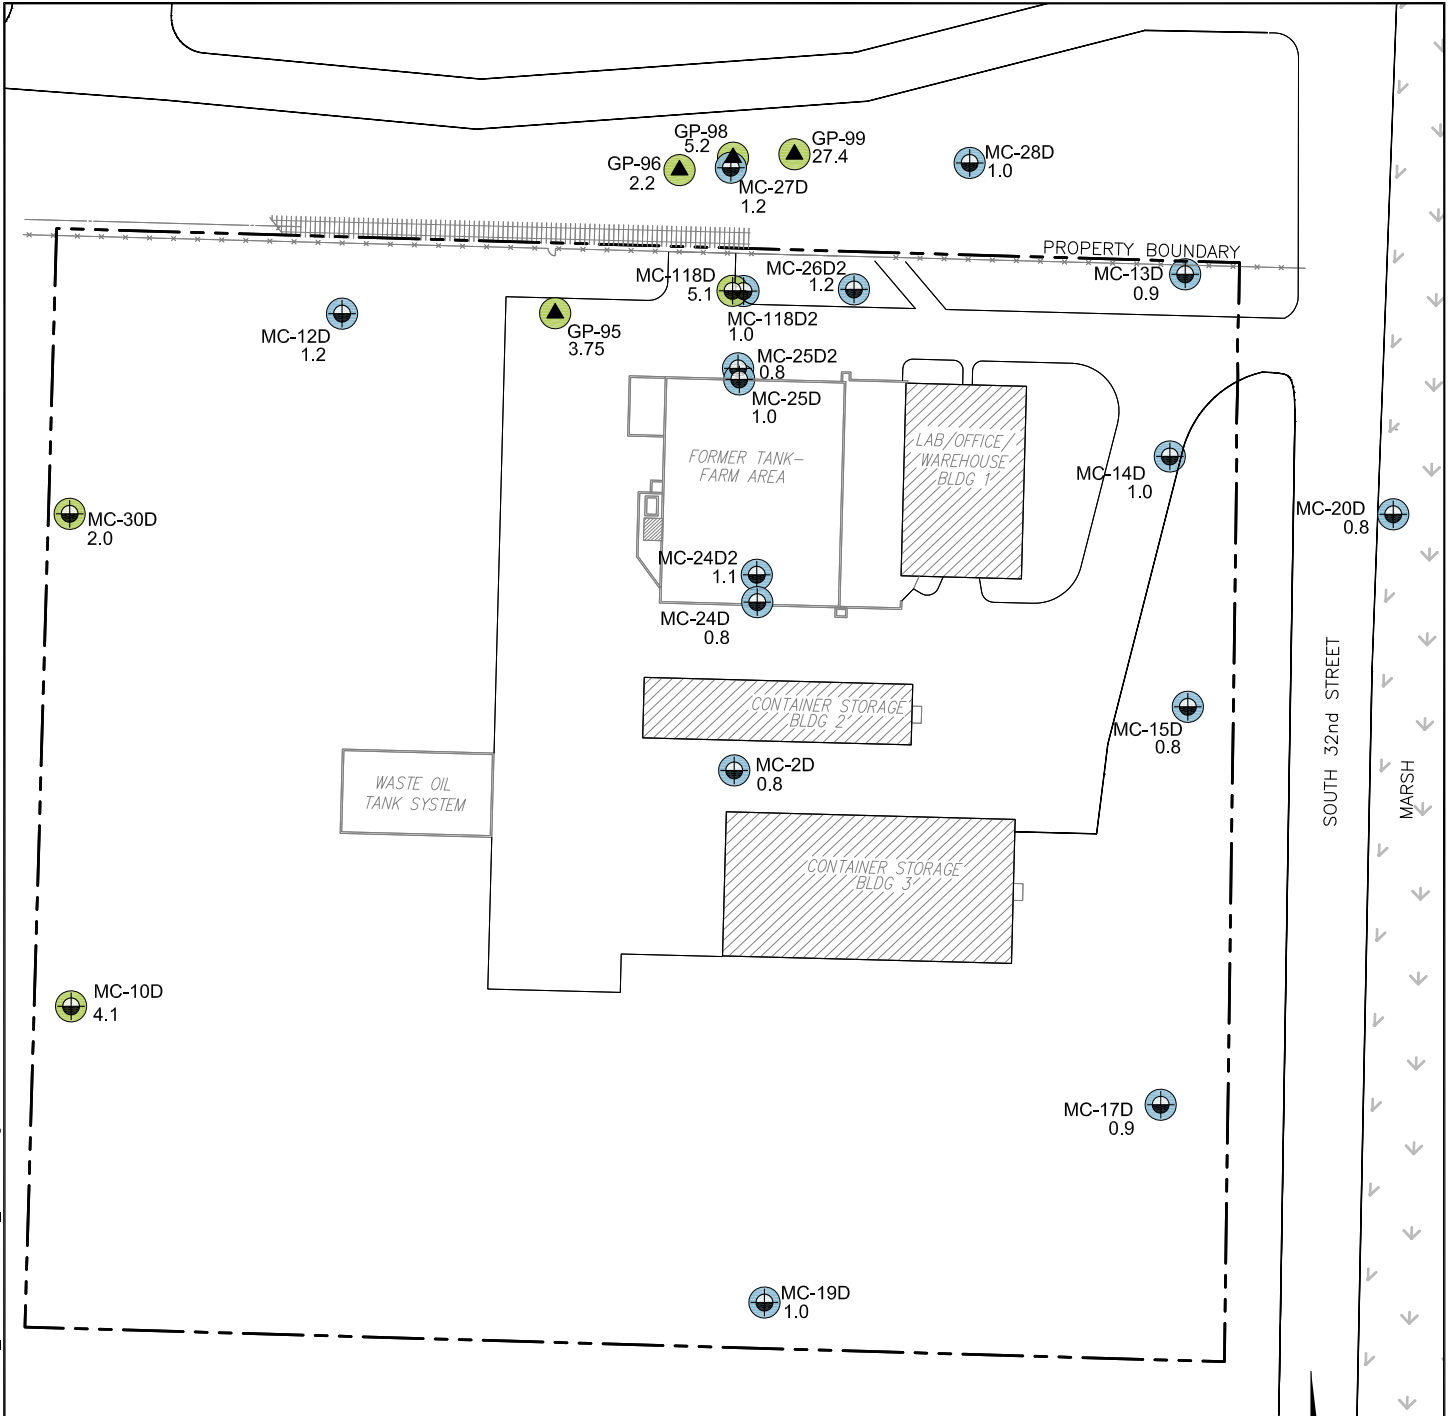 GP-98
5.2
GP-99
27.4
GP-96
2.2
MC-27D
1.2
MC-28D
1.0
PROPERTY BOUNDARY
MC-118D
5.1
MC-26D2
1.2
MC-13D
0.9
MC-12D
1.2
GP-95
3.75
MC-118D2
1.0
MC-25D2
0.8
MC-25D
1.0
FORMER TANK-
FARM AREA
LAB/OFFICE/
WAREHOUSE
BLDG 1
MC-14D
1.0
MC-20D
0.8
MC-30D
2.0
MC-24D2
1.1
MC-24D
0.8
CONTAINER STORAGE
BLDG 2
MC-15D
0.8
SOUTH 32nd STREET
MARSH
MC-2D
0.8
WASTE OIL
TANK SYSTEM
CONTAINER STORAGE
BLDG 3
MC-10D
4.1
MC-17D
0.9
MC-19D
1.0